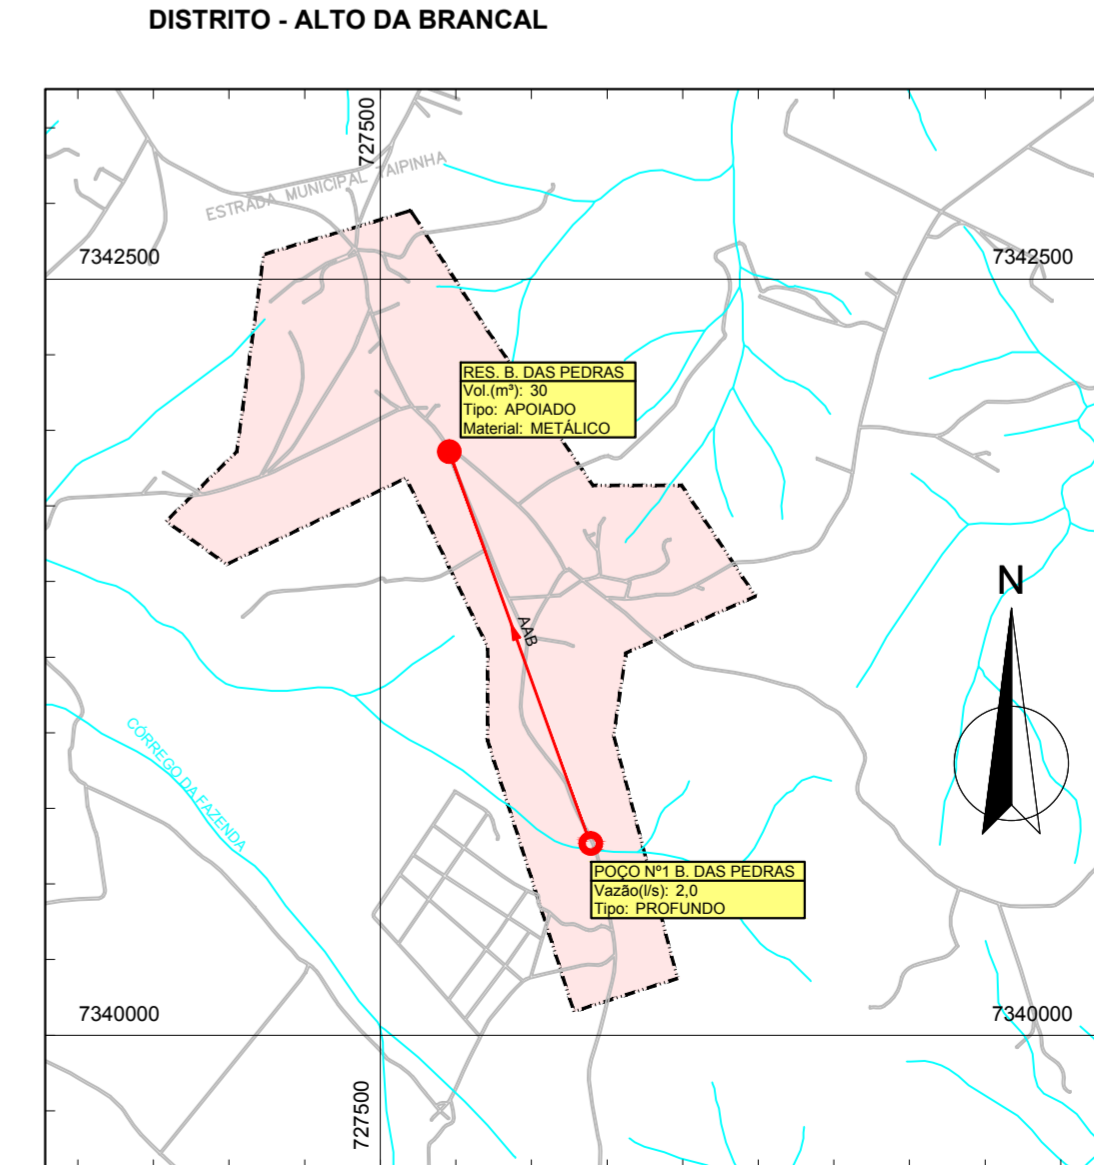 DISTRITO - ALTO DA BRANCAL
727500
ESTRADA MUNICIPAL TAIPINHA
7342500
7342500
RES. B. DAS PEDRAS
Vol.(m³): 30
Tipo: APOIADO
Material: METÁLICO
N
AAB
CÓRREGO DA FAZENDA
POÇO Nº1 B. DAS PEDRAS
Vazão(l/s): 2,0
Tipo: PROFUNDO
7340000
7340000
727500